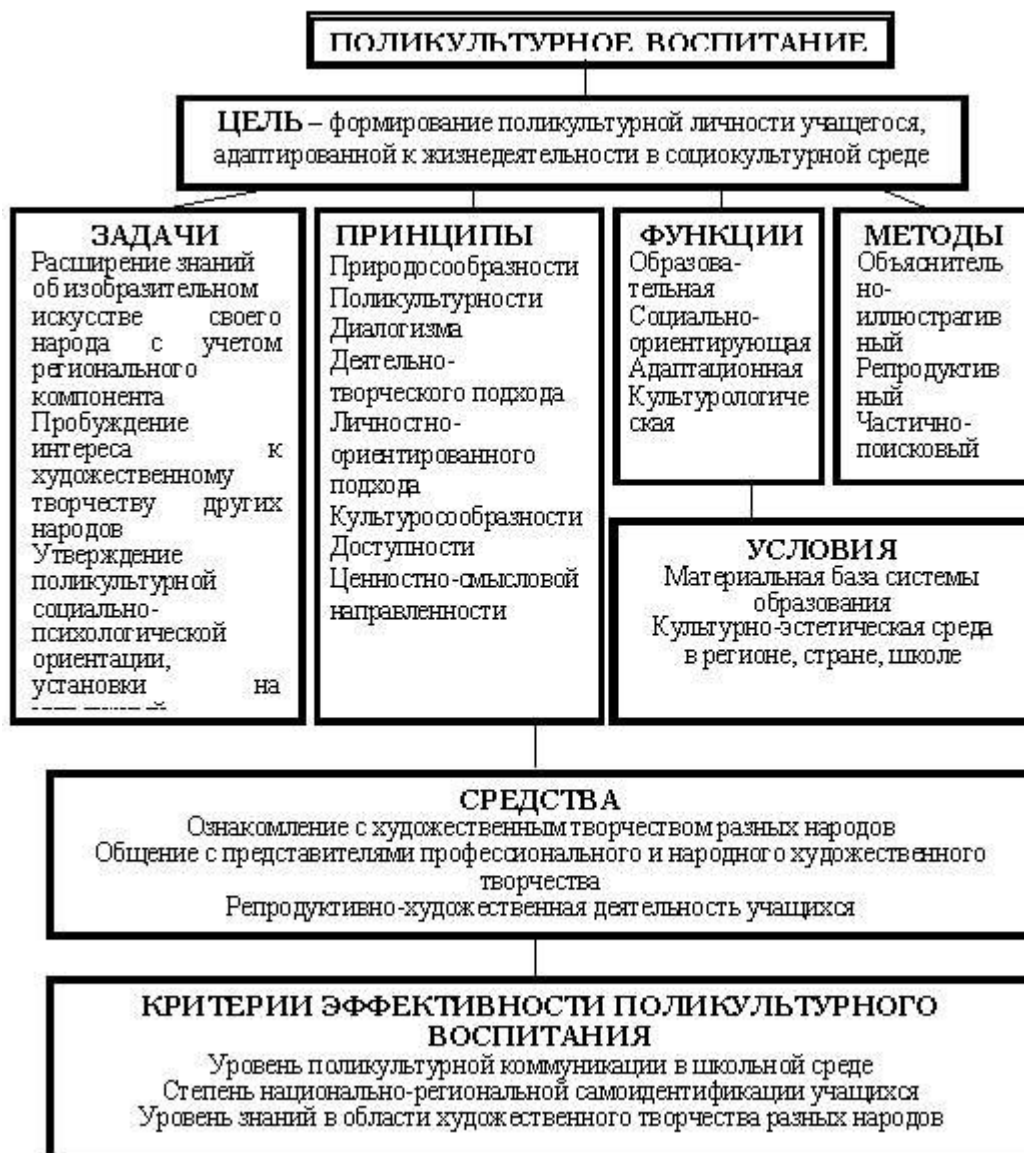 ПОЛИКУЛЬТУРНОЕ ВОСПИТАНИЕ
ЦЕЛЬ – формирование поликультурной личности учащегося,
адаптированной к жизнедеятельности в социокультурной среде
ЗАДАЧИ
Расширение знаний
об изобразительном
искусстве своего
народа с учетом
регионального
компонента
Пробуждение
интереса к
художественному
творчеству других
народов
Утверждение
поликультурной
социально-
психологической
ориентации,
установки на
ПРИНЦИПЫ
Природосообразности
Поликультурности
Диалогизма
Деятельно-
творческого подхода
Личностно-
ориентированного
подхода
Культуросообразности
Доступности
Ценностно-смысловой
направленности
ФУНКЦИИ
Образова-
тельная
Социально-
ориентирующая
Адаптационная
Культурологиче
ская
МЕТОДЫ
Объяснитель
но-
иллюстратив
ный
Репродуктив
ный
Частично-
поисковый
УСЛОВИЯ
Материальная база системы
образования
Культурно-эстетическая среда
в регионе, стране, школе
СРЕДСТВА
Ознакомление с художественным творчеством разных народов
Общение с представителями профессионального и народного художественного
творчества
Репродуктивно-художественная деятельность учащихся
КРИТЕРИИ ЭФФЕКТИВНОСТИ ПОЛИКУЛЬТУРНОГО
ВОСПИТАНИЯ
Уровень поликультурной коммуникации в школьной среде
Степень национально-региональной самоидентификации учащихся
Уровень знаний в области художественного творчества разных народов